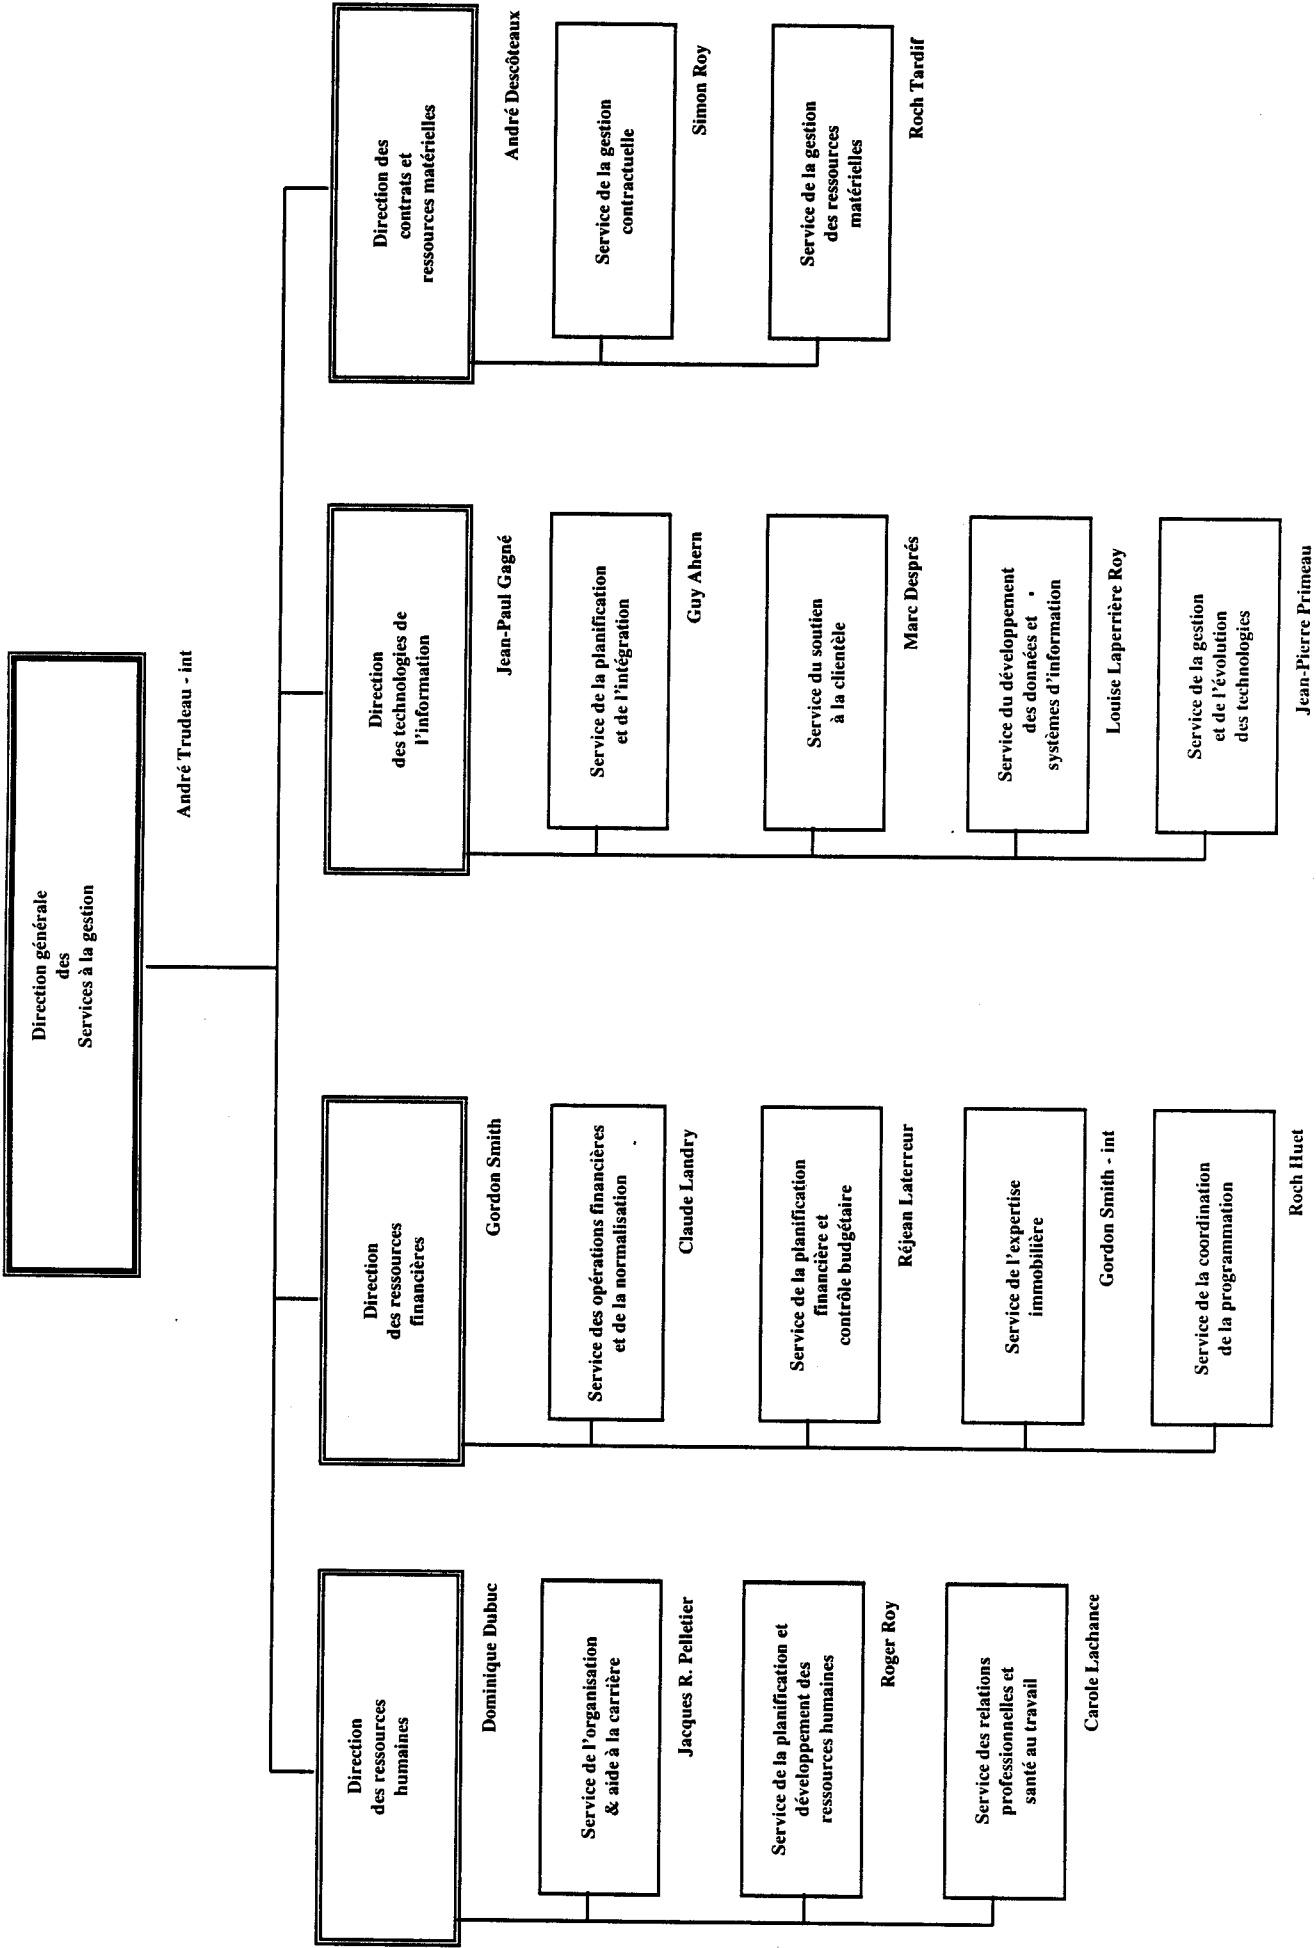 Direction générale
des
Services à la gestion
André Trudeau - int
Direction
des ressources
humaines
Dominique Dubuc
Service de l'organisation
& aide à la carrière
Jacques R. Pelletier
Service de la planification et
développement des
ressources humaines
Roger Roy
Service des relations
professionnelles et
santé au travail
Carole Lachance
Direction
des ressources
financières
Gordon Smith
Service des opérations financières
et de la normalisation
Claude Landry
Service de la planification
financière et
contrôle budgétaire
Réjean Laterreur
Service de l'expertise
immobilière
Gordon Smith - int
Service de la coordination
de la programmation
Roch Huet
Direction
des technologies de
l'information
Jean-Paul Gagné
Service de la planification
et de l'intégration
Guy Ahern
Service du soutien
à la clientèle
Marc Després
Service du développement
des données et
systèmes d'information
Louise Laperrière Roy
Service de la gestion
et de l'évolution
des technologies
Jean-Pierre Primeau
Direction des
contrats et
ressources matérielles
André Descôteaux
Service de la gestion
contractuelle
Simon Roy
Service de la gestion
des ressources
matérielles
Roch Tardif